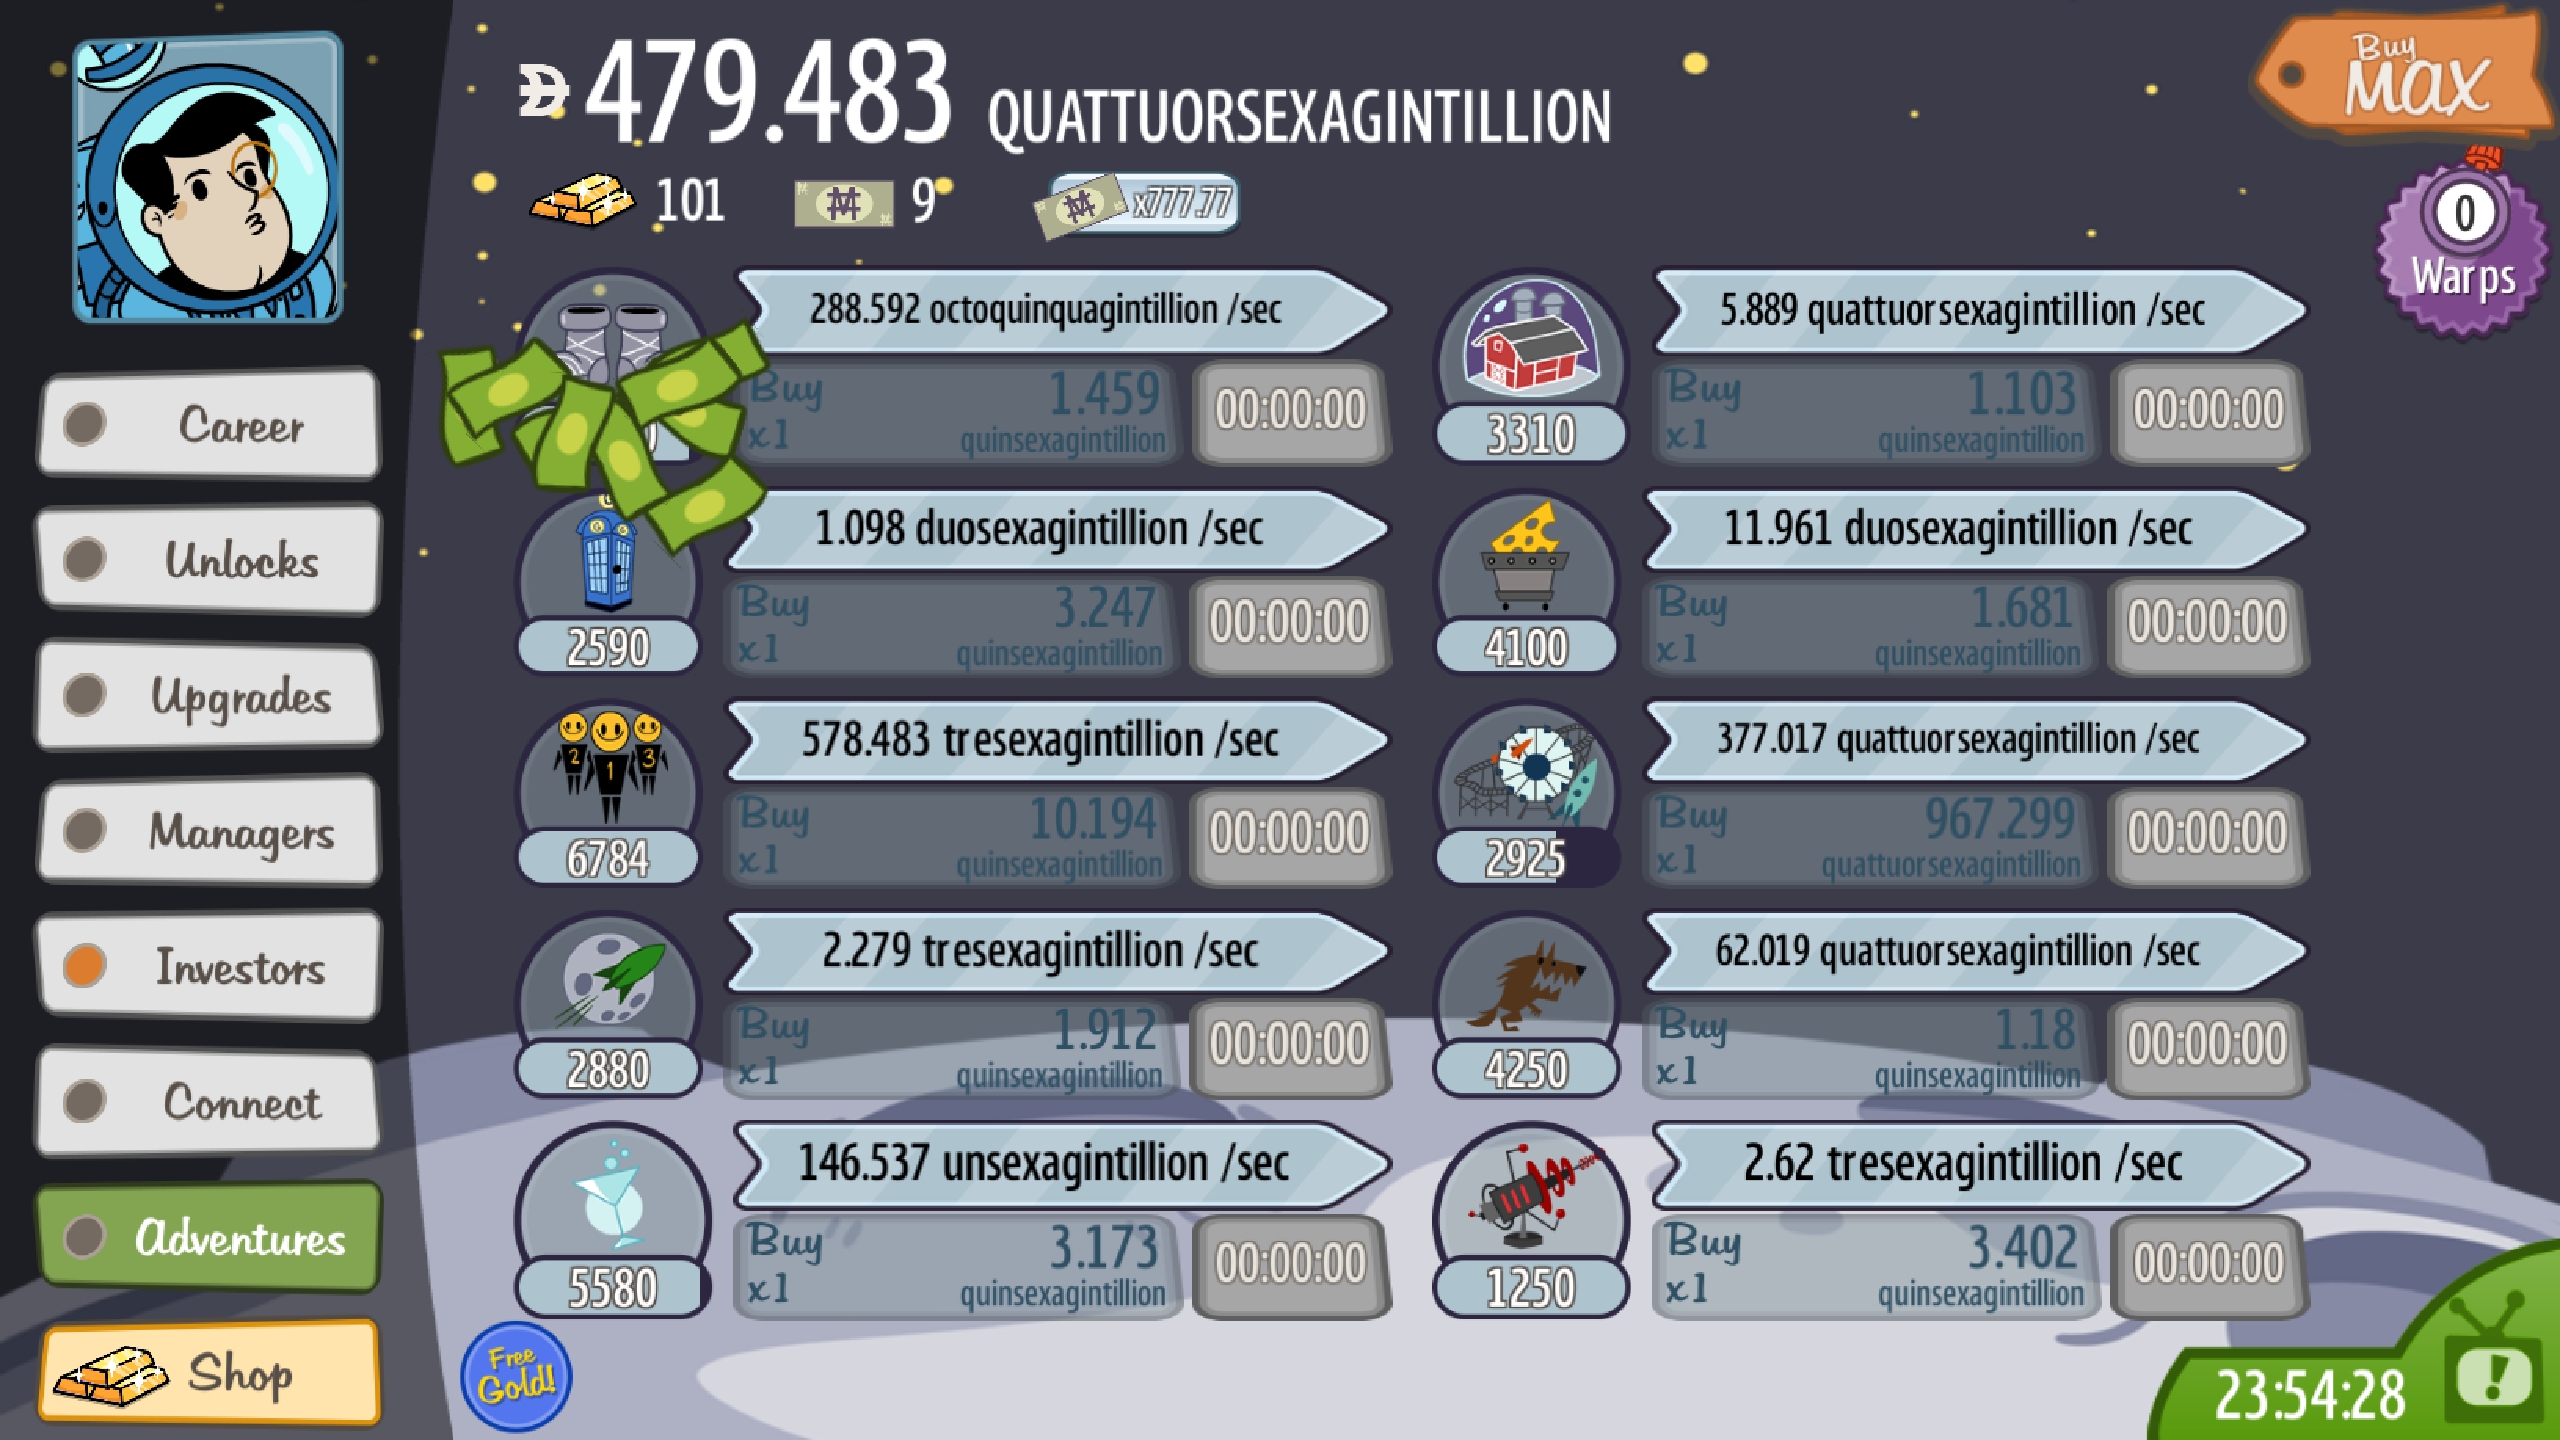 479.483 QUATTUORSEXAGINTILLION
Buy
MAX
101
9
x777.77
0
Warps
Career
Unlocks
Upgrades
Managers
Investors
Connect
Adventures
Shop
288.592 octoquinquagintillion /sec
Buy 1.459
x1 quinsexagintillion
00:00:00
5.889 quattuorsexagintillion /sec
3310
Buy 1.103
x1 quinsexagintillion
00:00:00
1.098 duosexagintillion /sec
2590
Buy 3.247
x1 quinsexagintillion
00:00:00
11.961 duosexagintillion /sec
4100
Buy 1.681
x1 quinsexagintillion
00:00:00
578.483 tresexagintillion /sec
2 1 3
6784
Buy 10.194
x1 quinsexagintillion
00:00:00
377.017 quattuorsexagintillion /sec
2925
Buy 967.299
x1 quattuorsexagintillion
00:00:00
2.279 tresexagintillion /sec
2880
Buy 1.912
x1 quinsexagintillion
00:00:00
62.019 quattuorsexagintillion /sec
4250
Buy 1.18
x1 quinsexagintillion
00:00:00
146.537 unsexagintillion /sec
5580
Buy 3.173
x1 quinsexagintillion
00:00:00
2.62 tresexagintillion /sec
1250
Buy 3.402
x1 quinsexagintillion
00:00:00
Free
Gold!
23:54:28
!